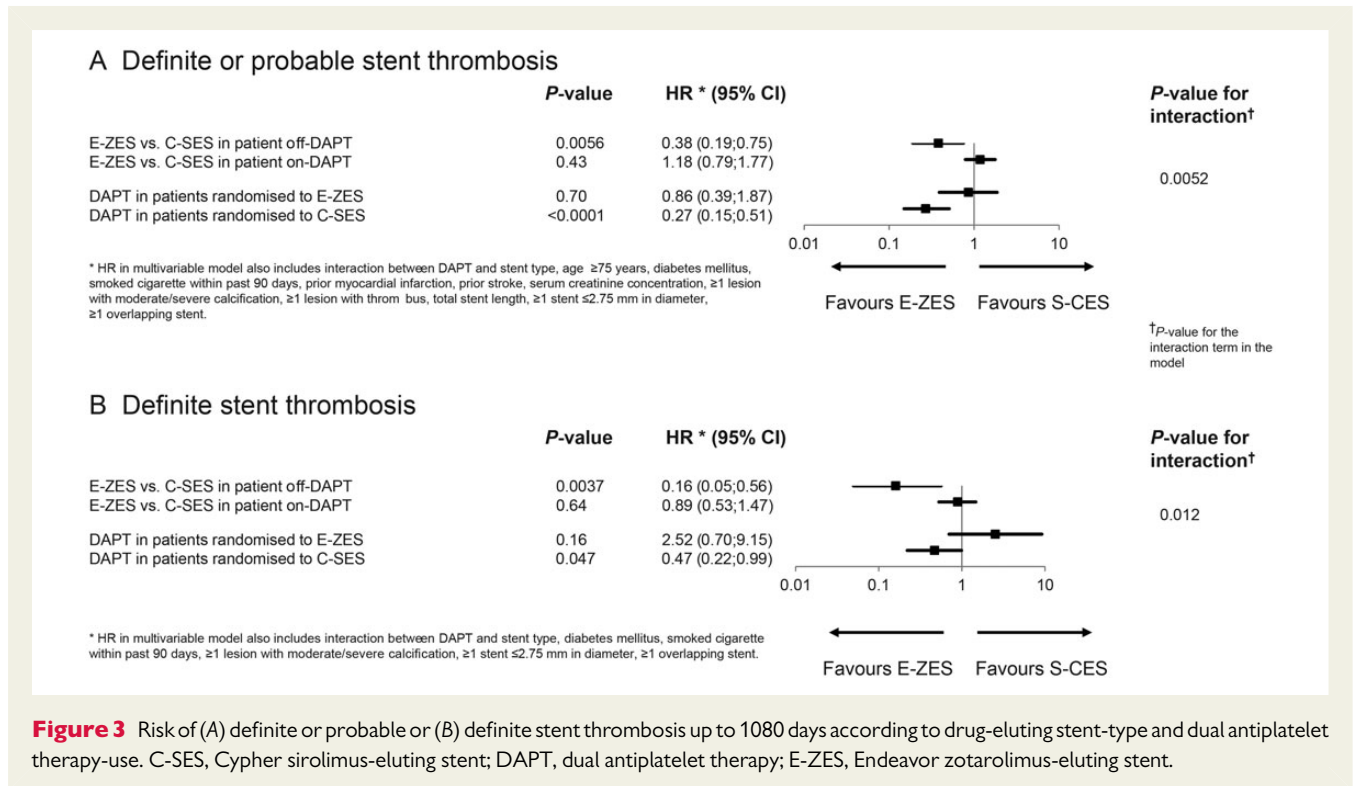 A Definite or probable stent thrombosis
P-value HR * (95% CI) P-value for
interaction†
E-ZES vs. C-SES in patient off-DAPT 0.0056 0.38 (0.19;0.75)
E-ZES vs. C-SES in patient on-DAPT 0.43 1.18 (0.79;1.77)
0.0052
DAPT in patients randomised to E-ZES 0.70 0.86 (0.39;1.87)
DAPT in patients randomised to C-SES <0.0001 0.27 (0.15;0.51)
0.01 0.1 1 10
* HR in multivariable model also includes interaction between DAPT and stent type, age ≥75 years, diabetes mellitus,
smoked cigarette within past 90 days, prior myocardial infarction, prior stroke, serum creatinine concentration, ≥1 lesion
with moderate/severe calcification, ≥1 lesion with throm bus, total stent length, ≥1 stent ≤2.75 mm in diameter,
≥1 overlapping stent.
Favours E-ZES Favours S-CES
†P-value for the
interaction term in the
model
B Definite stent thrombosis
P-value HR * (95% CI) P-value for
interaction†
E-ZES vs. C-SES in patient off-DAPT 0.0037 0.16 (0.05;0.56)
E-ZES vs. C-SES in patient on-DAPT 0.64 0.89 (0.53;1.47)
0.012
DAPT in patients randomised to E-ZES 0.16 2.52 (0.70;9.15)
DAPT in patients randomised to C-SES 0.047 0.47 (0.22;0.99)
0.01 0.1 1 10
* HR in multivariable model also includes interaction between DAPT and stent type, diabetes mellitus, smoked cigarette
within past 90 days, ≥1 lesion with moderate/severe calcification, ≥1 stent ≤2.75 mm in diameter, ≥1 overlapping stent.
Favours E-ZES Favours S-CES
Figure 3 Risk of (A) definite or probable or (B) definite stent thrombosis up to 1080 days according to drug-eluting stent-type and dual antiplatelet
therapy-use. C-SES, Cypher sirolimus-eluting stent; DAPT, dual antiplatelet therapy; E-ZES, Endeavor zotarolimus-eluting stent.